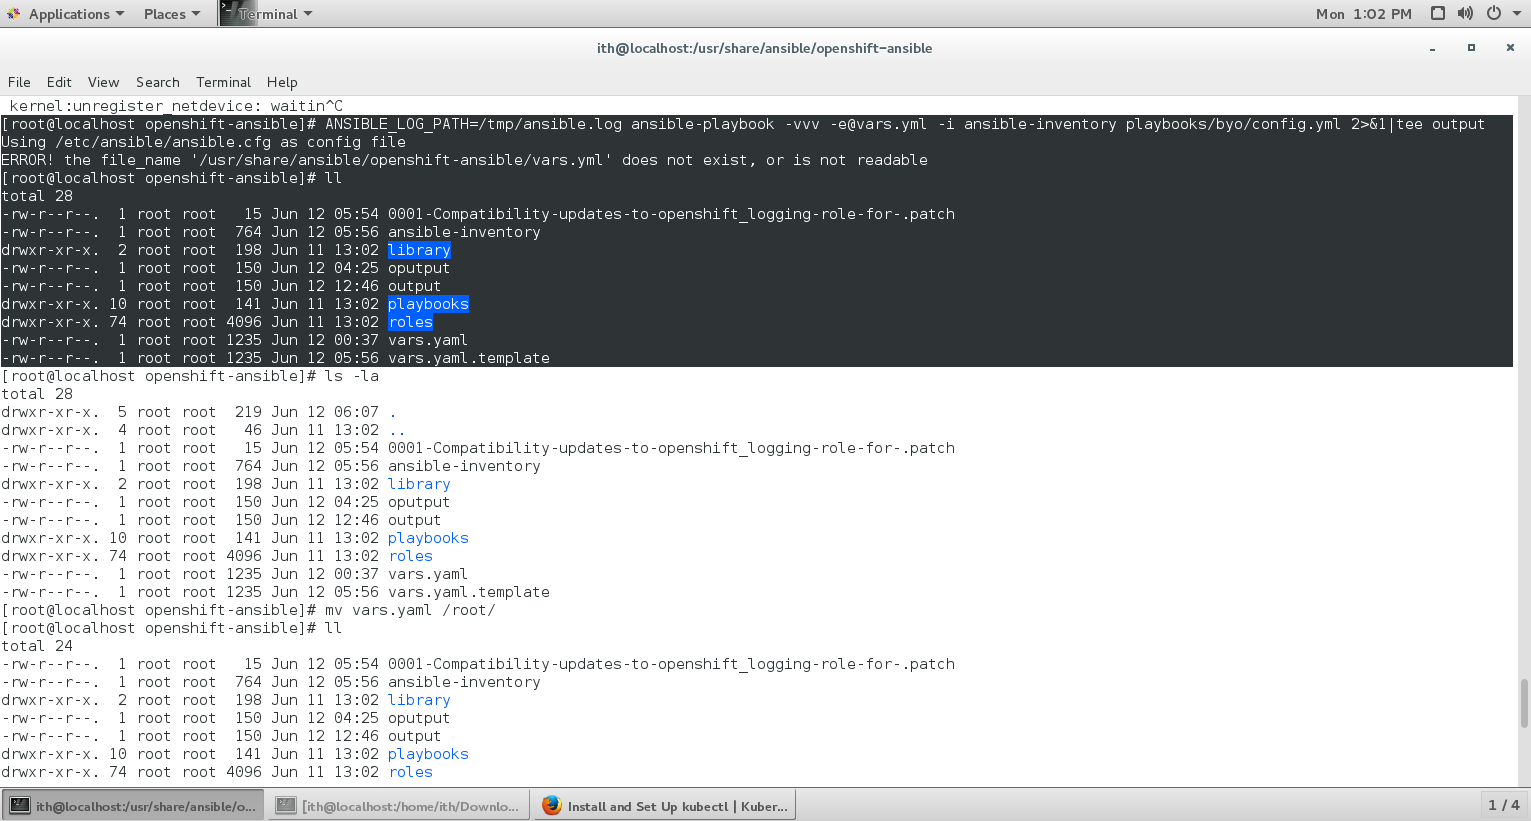 Applications Places Terminal Mon 1:02 PM
ith@localhost:/usr/share/ansible/openshift-ansible
File Edit View Search Terminal Help
 kernel:unregister_netdevice: waitin^C
[root@localhost openshift-ansible]# ANSIBLE_LOG_PATH=/tmp/ansible.log ansible-playbook -vvv -e@vars.yml -i ansible-inventory playbooks/byo/config.yml 2>&1|tee output
Using /etc/ansible/ansible.cfg as config file
ERROR! the file_name '/usr/share/ansible/openshift-ansible/vars.yml' does not exist, or is not readable
[root@localhost openshift-ansible]# ll
total 28
-rw-r--r--.  1 root root   15 Jun 12 05:54 0001-Compatibility-updates-to-openshift_logging-role-for-.patch
-rw-r--r--.  1 root root  764 Jun 12 05:56 ansible-inventory
drwxr-xr-x.  2 root root  198 Jun 11 13:02 library
-rw-r--r--.  1 root root  150 Jun 12 04:25 oputput
-rw-r--r--.  1 root root  150 Jun 12 12:46 output
drwxr-xr-x. 10 root root  141 Jun 11 13:02 playbooks
drwxr-xr-x. 74 root root 4096 Jun 11 13:02 roles
-rw-r--r--.  1 root root 1235 Jun 12 00:37 vars.yaml
-rw-r--r--.  1 root root 1235 Jun 12 05:56 vars.yaml.template
[root@localhost openshift-ansible]# ls -la
total 28
drwxr-xr-x.  5 root root  219 Jun 12 06:07 .
drwxr-xr-x.  4 root root   46 Jun 11 13:02 ..
-rw-r--r--.  1 root root   15 Jun 12 05:54 0001-Compatibility-updates-to-openshift_logging-role-for-.patch
-rw-r--r--.  1 root root  764 Jun 12 05:56 ansible-inventory
drwxr-xr-x.  2 root root  198 Jun 11 13:02 library
-rw-r--r--.  1 root root  150 Jun 12 04:25 oputput
-rw-r--r--.  1 root root  150 Jun 12 12:46 output
drwxr-xr-x. 10 root root  141 Jun 11 13:02 playbooks
drwxr-xr-x. 74 root root 4096 Jun 11 13:02 roles
-rw-r--r--.  1 root root 1235 Jun 12 00:37 vars.yaml
-rw-r--r--.  1 root root 1235 Jun 12 05:56 vars.yaml.template
[root@localhost openshift-ansible]# mv vars.yaml /root/
[root@localhost openshift-ansible]# ll
total 24
-rw-r--r--.  1 root root   15 Jun 12 05:54 0001-Compatibility-updates-to-openshift_logging-role-for-.patch
-rw-r--r--.  1 root root  764 Jun 12 05:56 ansible-inventory
drwxr-xr-x.  2 root root  198 Jun 11 13:02 library
-rw-r--r--.  1 root root  150 Jun 12 04:25 oputput
-rw-r--r--.  1 root root  150 Jun 12 12:46 output
drwxr-xr-x. 10 root root  141 Jun 11 13:02 playbooks
drwxr-xr-x. 74 root root 4096 Jun 11 13:02 roles
ith@localhost:/usr/share/ansible/o... [ith@localhost:/home/ith/Downlo... Install and Set Up kubectl | Kuber... 1 / 4